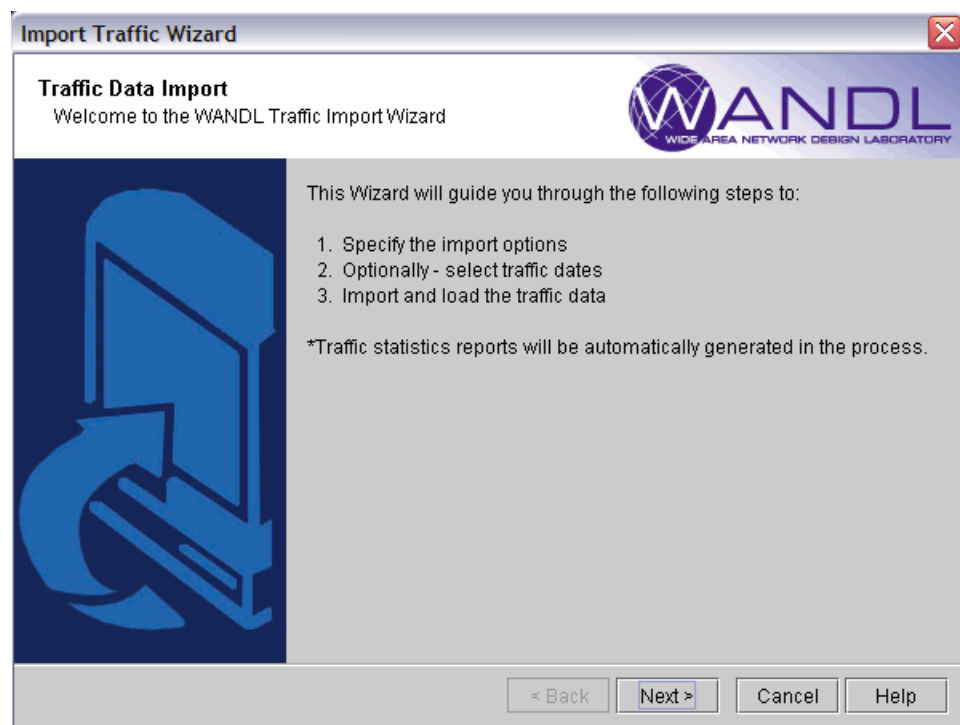 Import Traffic Wizard
Traffic Data Import
Welcome to the WANDL Traffic Import Wizard
WANDL
WIDE AREA NETWORK DESIGN LABORATORY
This Wizard will guide you through the following steps to:
1. Specify the import options
2. Optionally - select traffic dates
3. Import and load the traffic data
*Traffic statistics reports will be automatically generated in the process.
< Back Next > Cancel Help